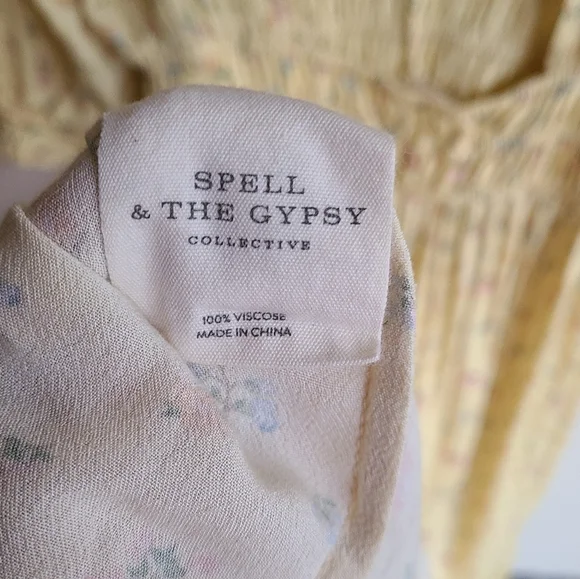 SPELL
& THE GYPSY
COLLECTIVE
100% VISCOSE
MADE IN CHINA